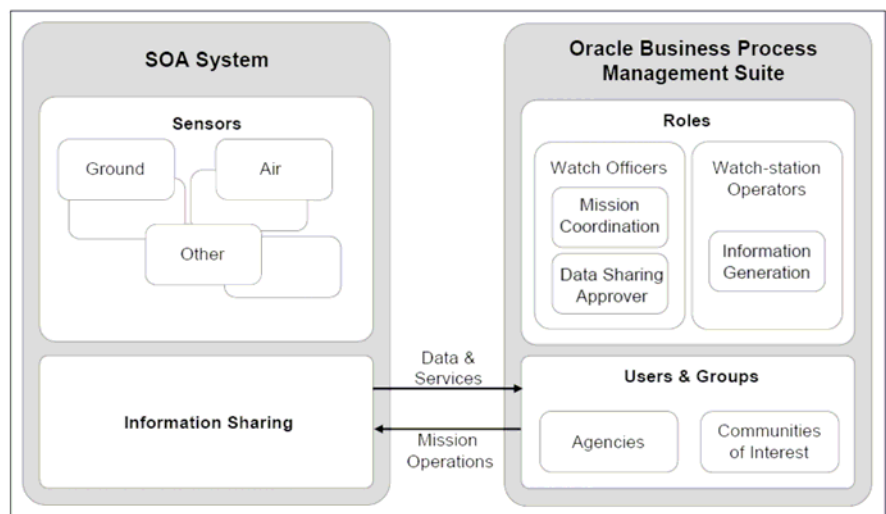 SOA System
Sensors
Ground
Air
Other
Information Sharing
Data &
Services
Mission
Operations
Oracle Business Process
Management Suite
Roles
Watch Officers
Mission
Coordination
Data Sharing
Approver
Watch-station
Operators
Information
Generation
Users & Groups
Agencies
Communities
of Interest